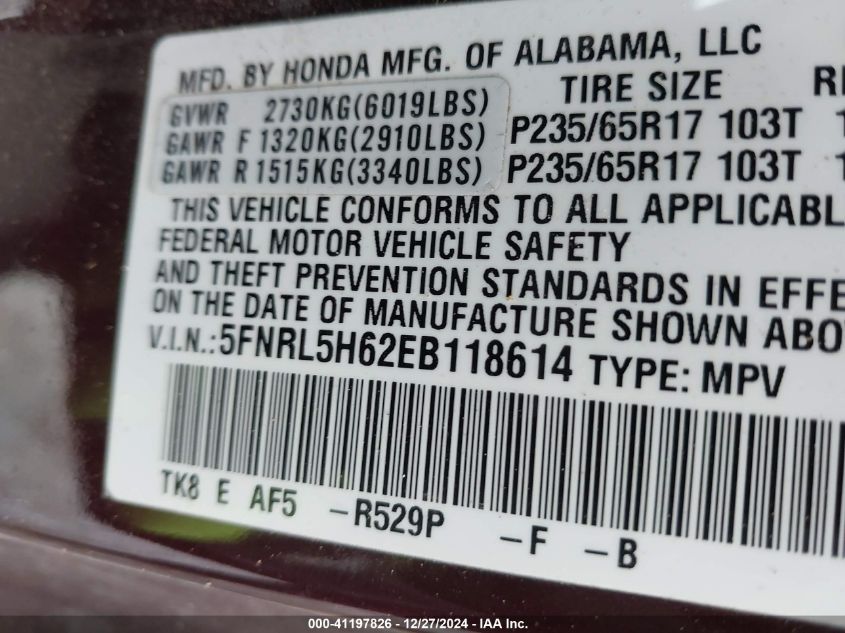 MFD. BY HONDA MFG. OF ALABAMA, LLC
TIRE SIZE
GVWR 2730KG(6019LBS)
GAWR F 1320KG(2910LBS) P235/65R17 103T
GAWR R 1515KG(3340LBS) P235/65R17 103T
THIS VEHICLE CONFORMS TO ALL
FEDERAL MOTOR VEHICLE SAFETY
AND THEFT PREVENTION STANDARDS IN
ON THE DATE OF MANUFACTURE SHOWN
V.I.N.:5FNRL5H62EB118614 TYPE: MPV
TK8 E AF5 -R529P -F -B
000-41197826 - 12/27/2024 - IAA Inc.